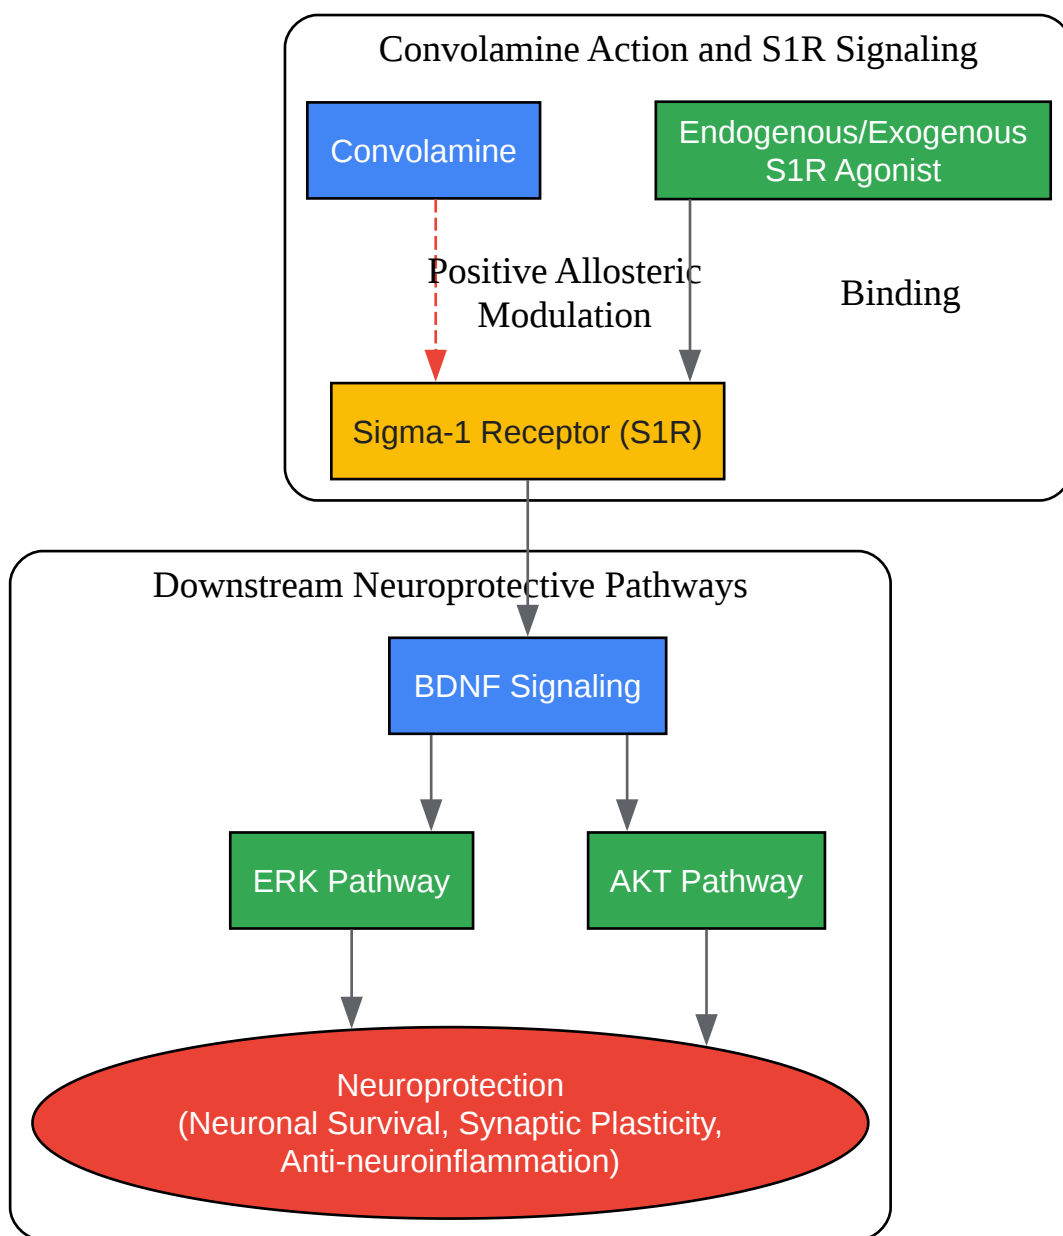 Convolamine Action and S1R Signaling
Convolamine
Endogenous/Exogenous
S1R Agonist
Positive Allosteric
Modulation
Binding
Sigma-1 Receptor (S1R)
Downstream Neuroprotective Pathways
BDNF Signaling
ERK Pathway
AKT Pathway
Neuroprotection
(Neuronal Survival, Synaptic Plasticity,
Anti-neuroinflammation)